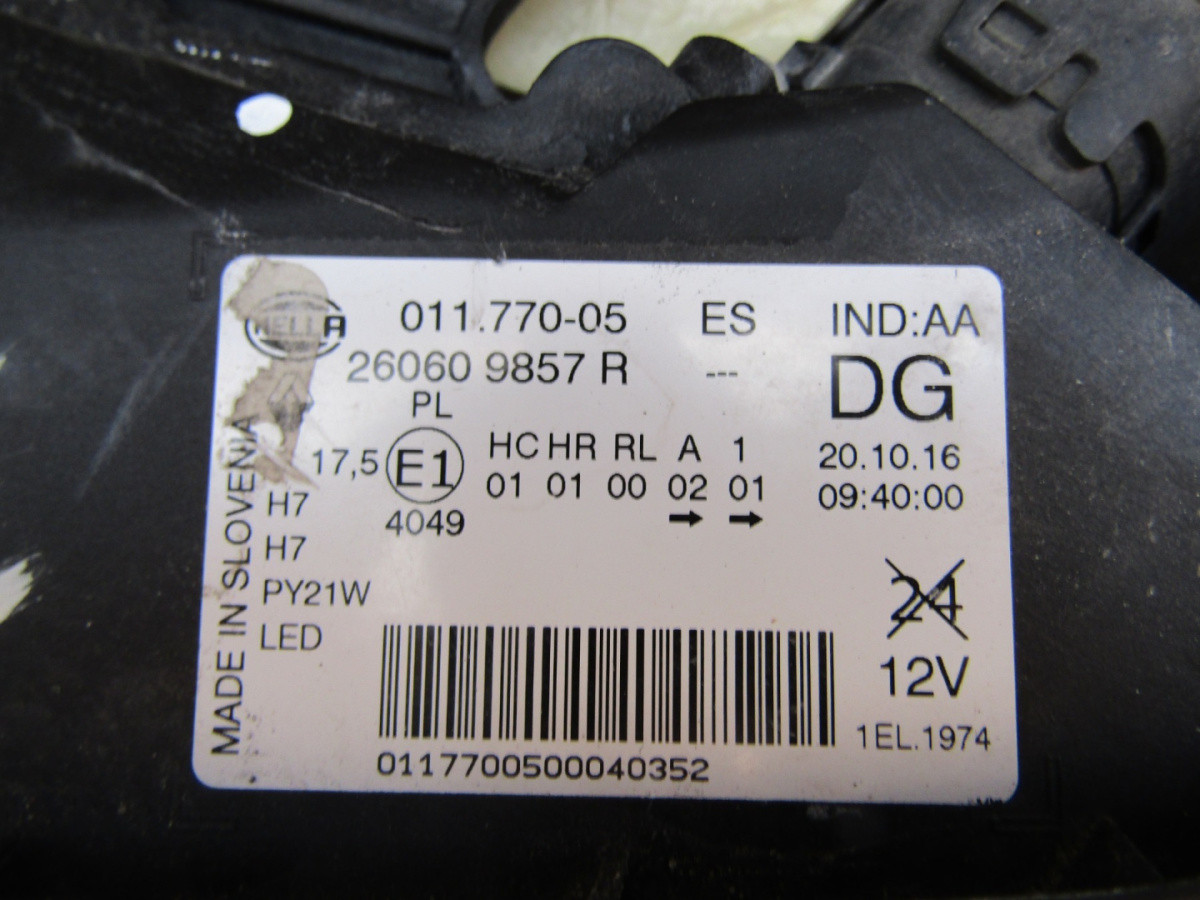 HELLA 011.770-05 ES IND:AA
26060 9857 R --- DG
PL
17,5 E1 HC HR RL A 1 20.10.16
01 01 00 02 01 09:40:00
H7 4049 → →
H7
PY21W 24
LED
12V
1EL.1974
0117700500040352
MADE IN SLOVENIA